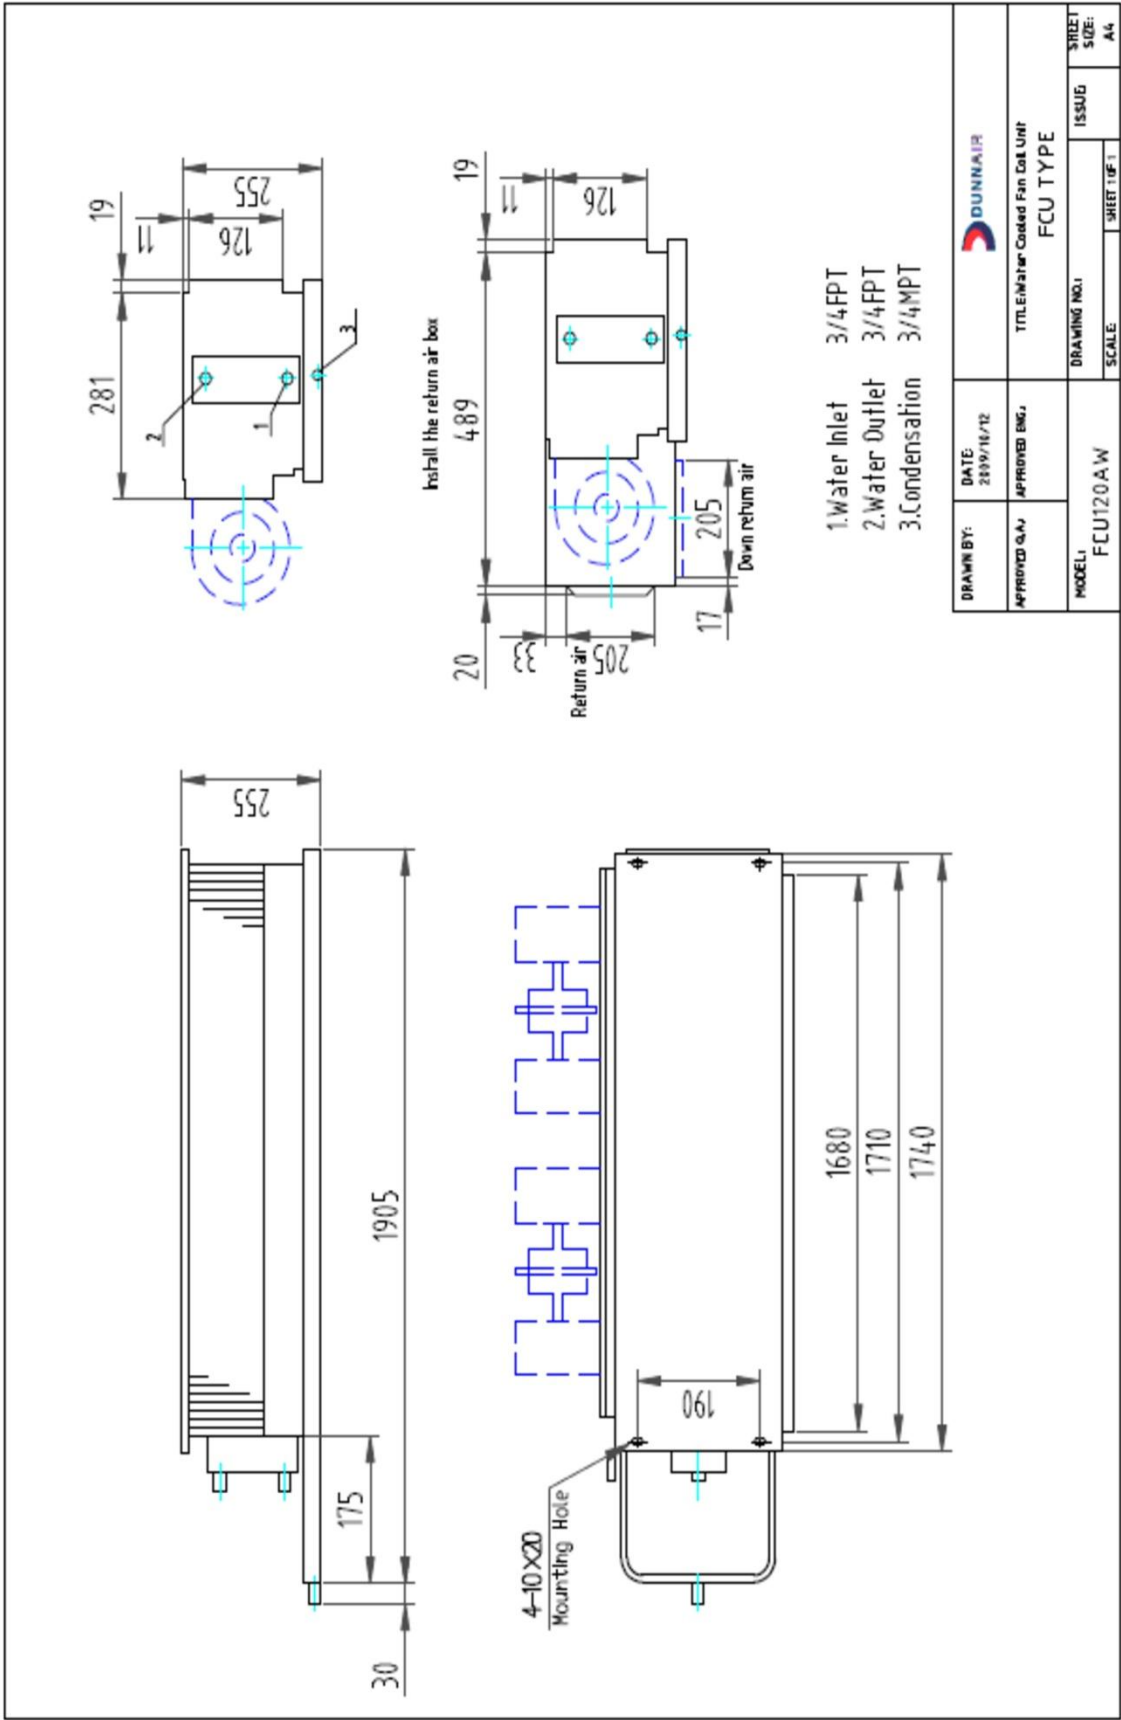 255
1905
175
30
281
19
11
126
255
2
1
3
Install the return air box
489
19
11
126
20
33
205
Return air
17
205
Down return air
4-10X20
Mounting Hole
190
1680
1710
1740
1.Water Inlet 3/4FPT
2.Water Outlet 3/4FPT
3.Condensation 3/4MPT
DRAWN BY:
DATE:
2009/10/12
DUNNAIR
APPROVED Q.A.:
APPROVED ENG.:
TITLE:Water Cooled Fan Coil Unit
FCU TYPE
MODEL:
FCU120AW
DRAWING NO.:
ISSUE:
SHEET
SIZE:
A4
SCALE:
SHEET 1 OF 1